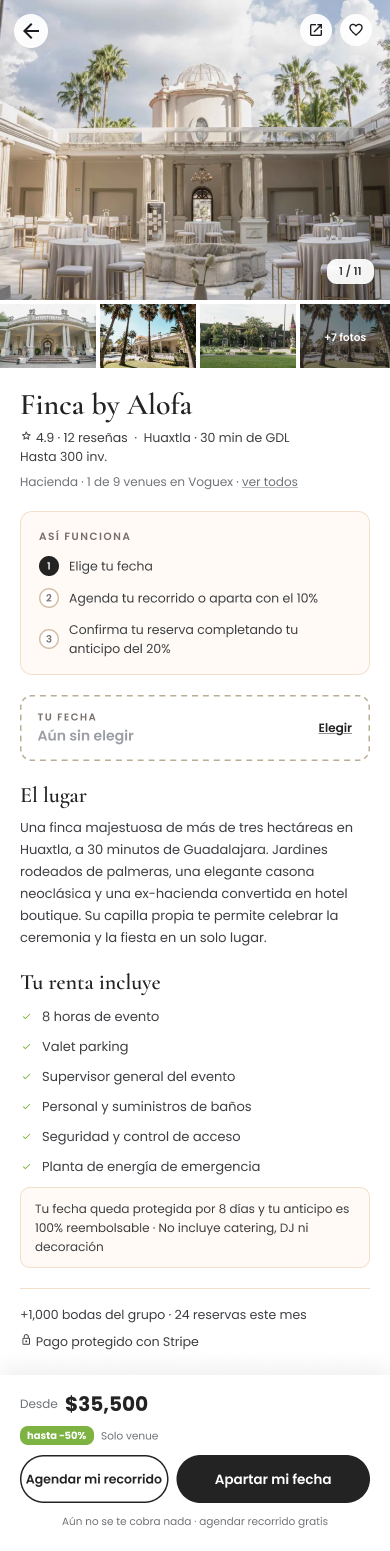 1 / 11
+7 fotos
Finca by Alofa
4.9 · 12 reseñas · Huaxtla · 30 min de GDL
Hasta 300 inv.
Hacienda · 1 de 9 venues en Voguex · ver todos
ASÍ FUNCIONA
1 Elige tu fecha
2 Agenda tu recorrido o aparta con el 10%
3 Confirma tu reserva completando tu
anticipo del 20%
TU FECHA
Aún sin elegir
Elegir
El lugar
Una finca majestuosa de más de tres hectáreas en
Huaxtla, a 30 minutos de Guadalajara. Jardines
rodeados de palmeras, una elegante casona
neoclásica y una ex-hacienda convertida en hotel
boutique. Su capilla propia te permite celebrar la
ceremonia y la fiesta en un solo lugar.
Tu renta incluye
8 horas de evento
Valet parking
Supervisor general del evento
Personal y suministros de baños
Seguridad y control de acceso
Planta de energía de emergencia
Tu fecha queda protegida por 8 días y tu anticipo es
100% reembolsable · No incluye catering, DJ ni
decoración
+1,000 bodas del grupo · 24 reservas este mes
Pago protegido con Stripe
Desde $35,500
hasta -50% Solo venue
Agendar mi recorrido
Apartar mi fecha
Aún no se te cobra nada · agendar recorrido gratis